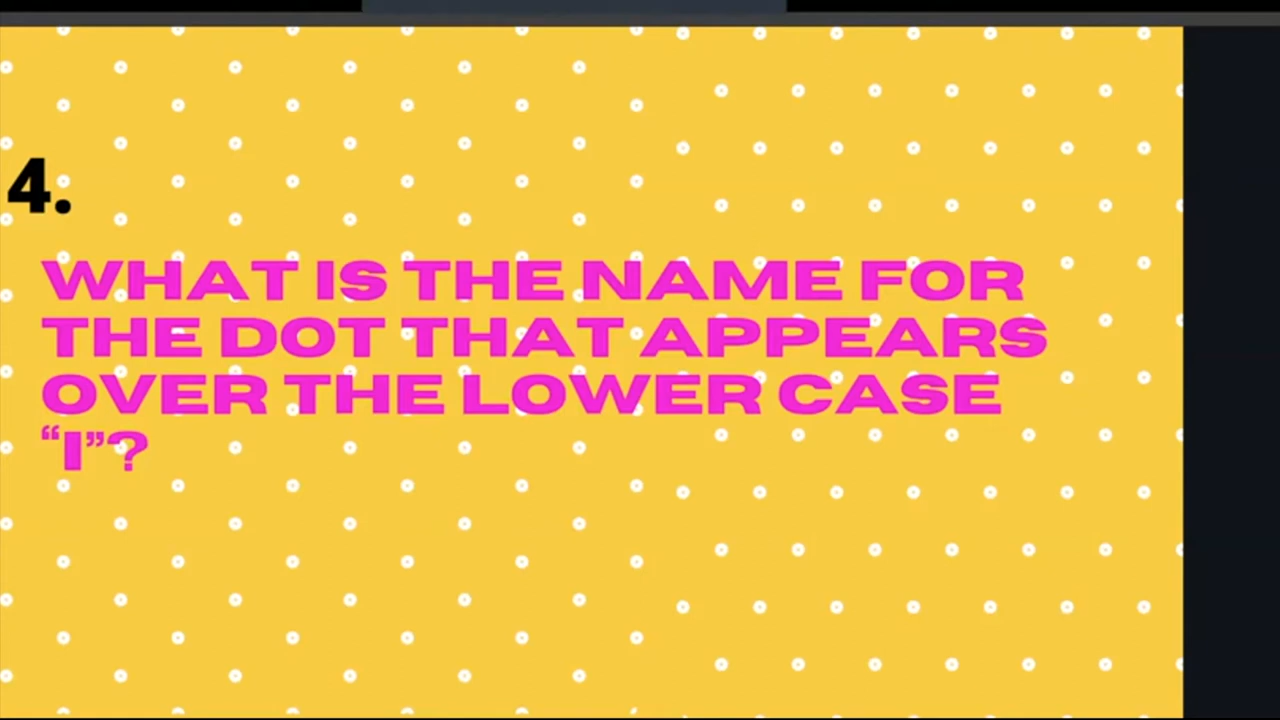 4.
WHAT IS THE NAME FOR
THE DOT THAT APPEARS
OVER THE LOWER CASE
“I”?